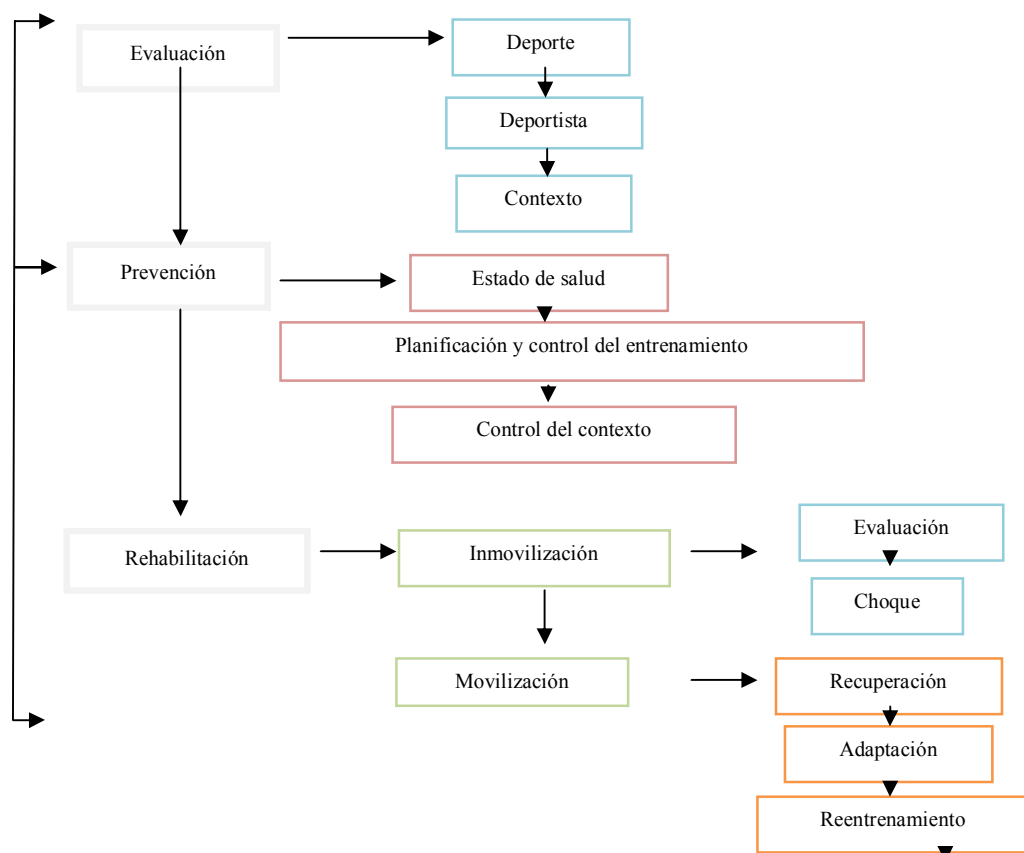 Evaluación
Deporte
Deportista
Contexto
Prevención
Estado de salud
Planificación y control del entrenamiento
Control del contexto
Rehabilitación
Inmovilización
Evaluación
Choque
Movilización
Recuperación
Adaptación
Reentrenamiento